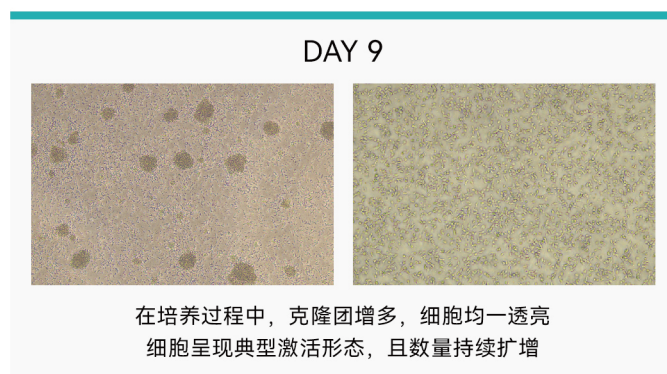 DAY 9
在培养过程中，克隆团增多，细胞均一透亮
细胞呈现典型激活形态，且数量持续扩增